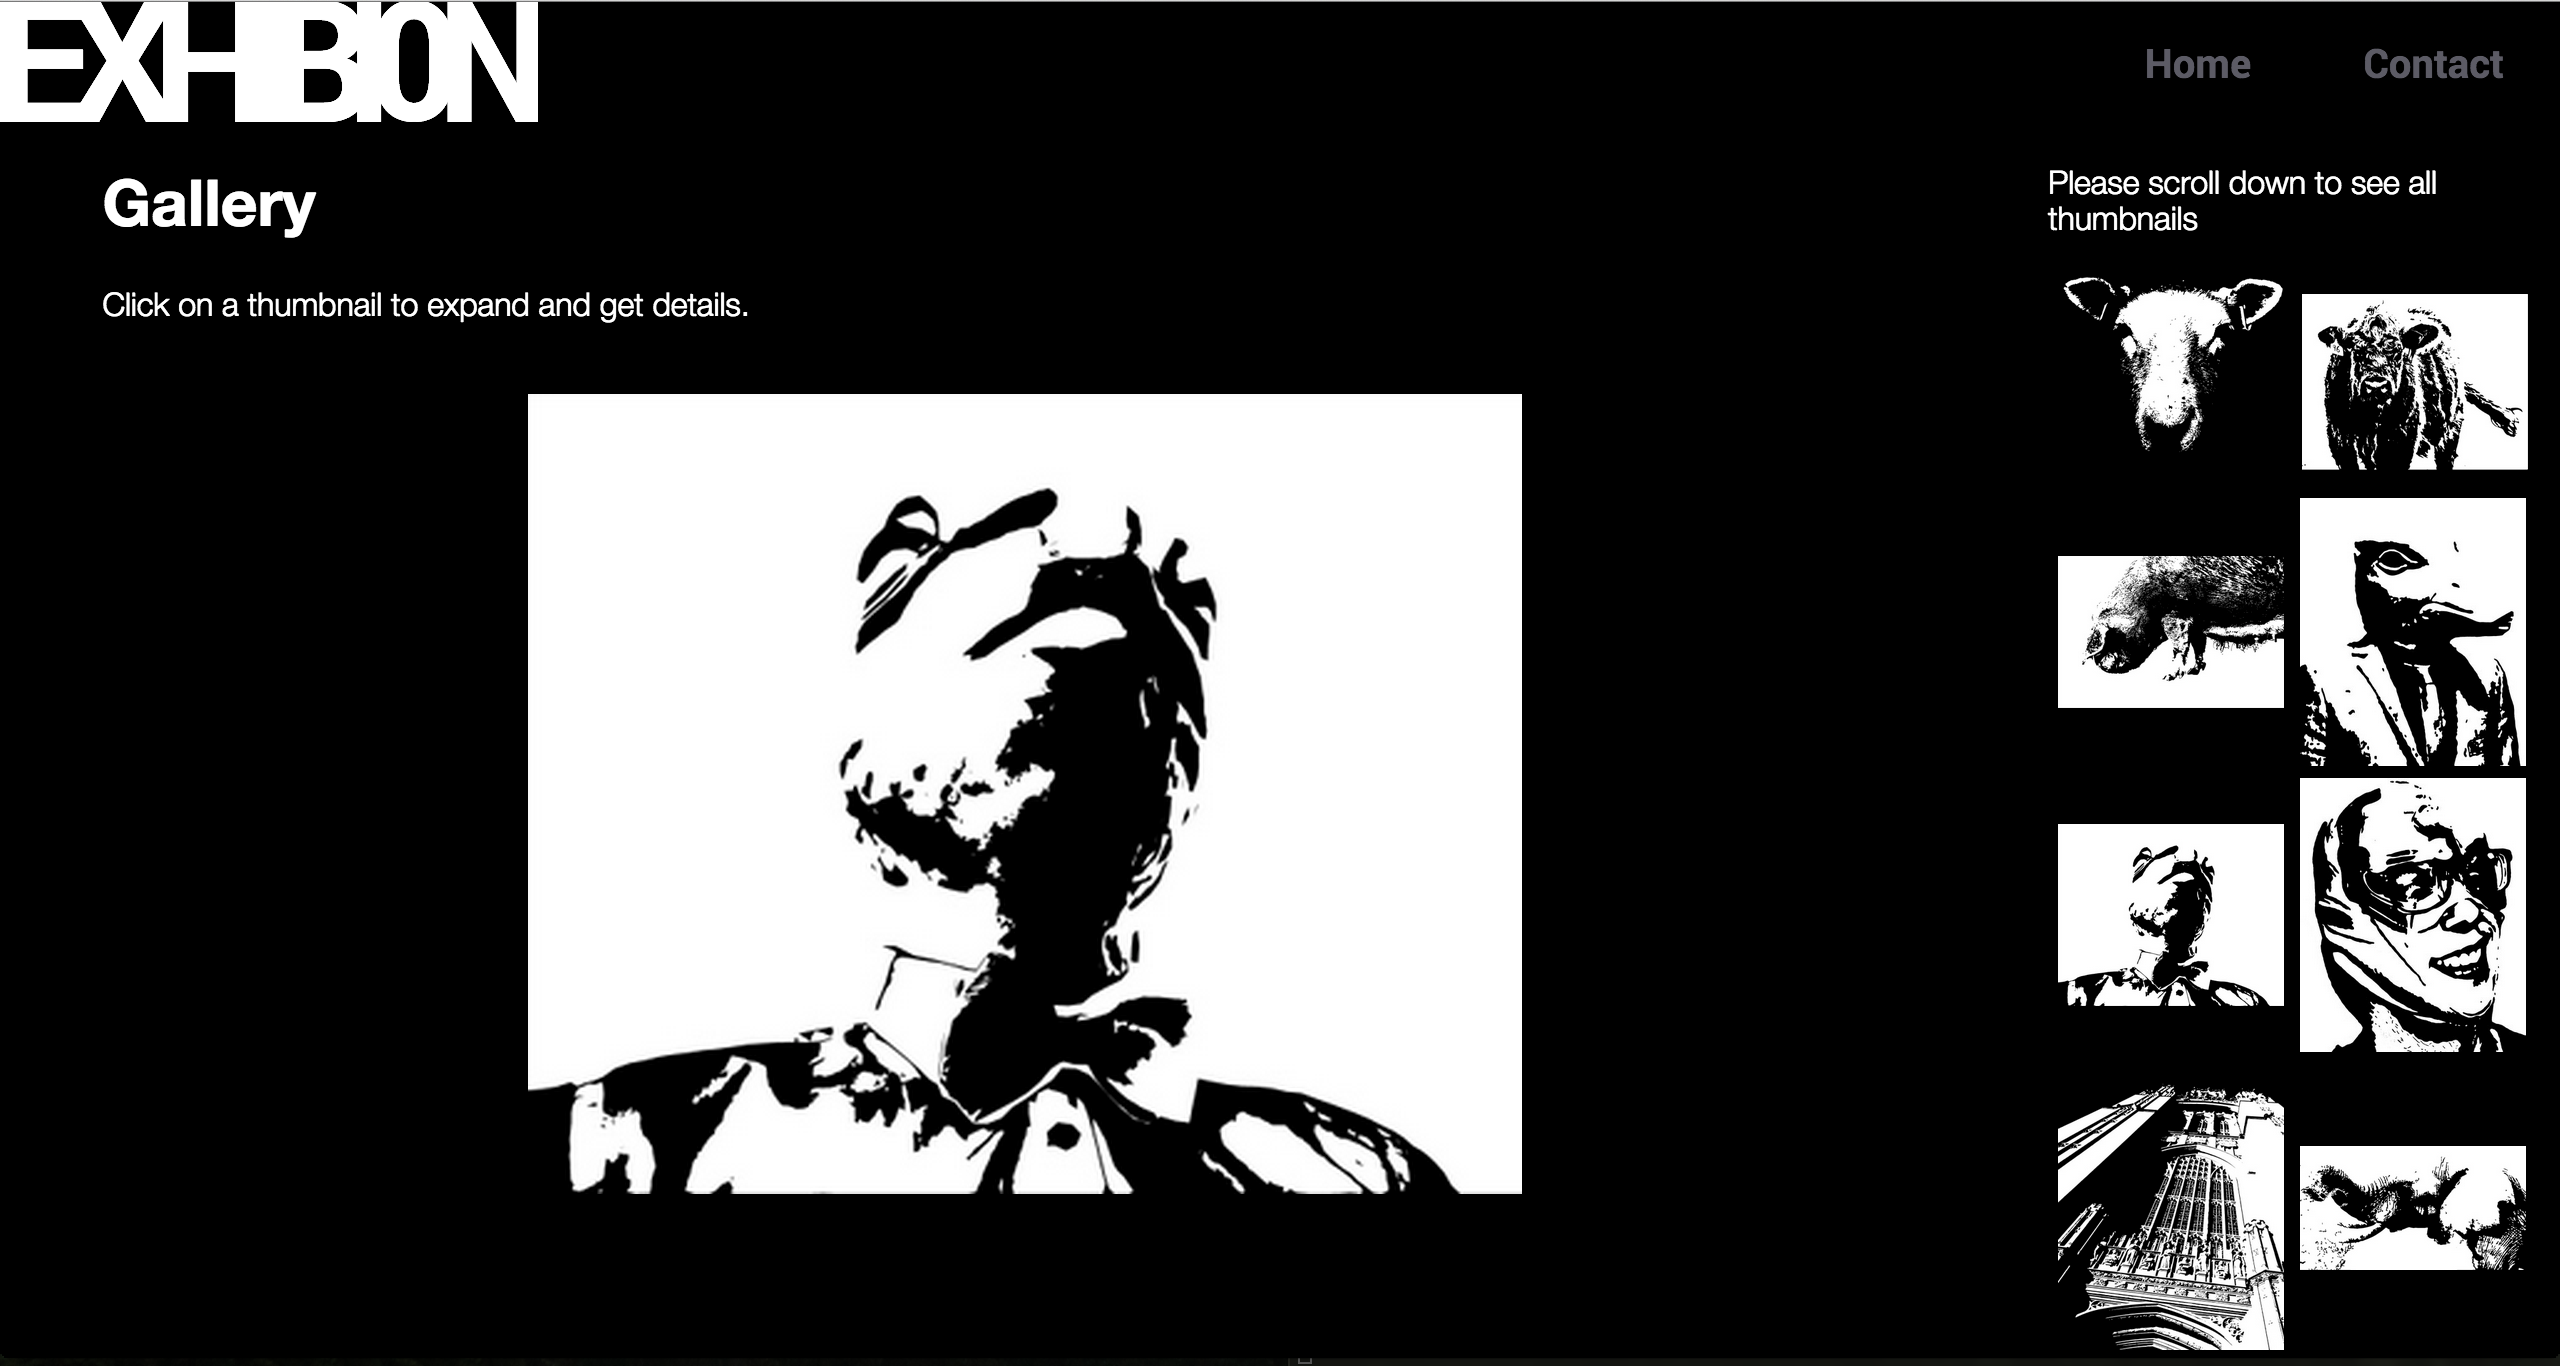 EXHIBION
Home
Contact
Gallery
Please scroll down to see all
thumbnails
Click on a thumbnail to expand and get details.